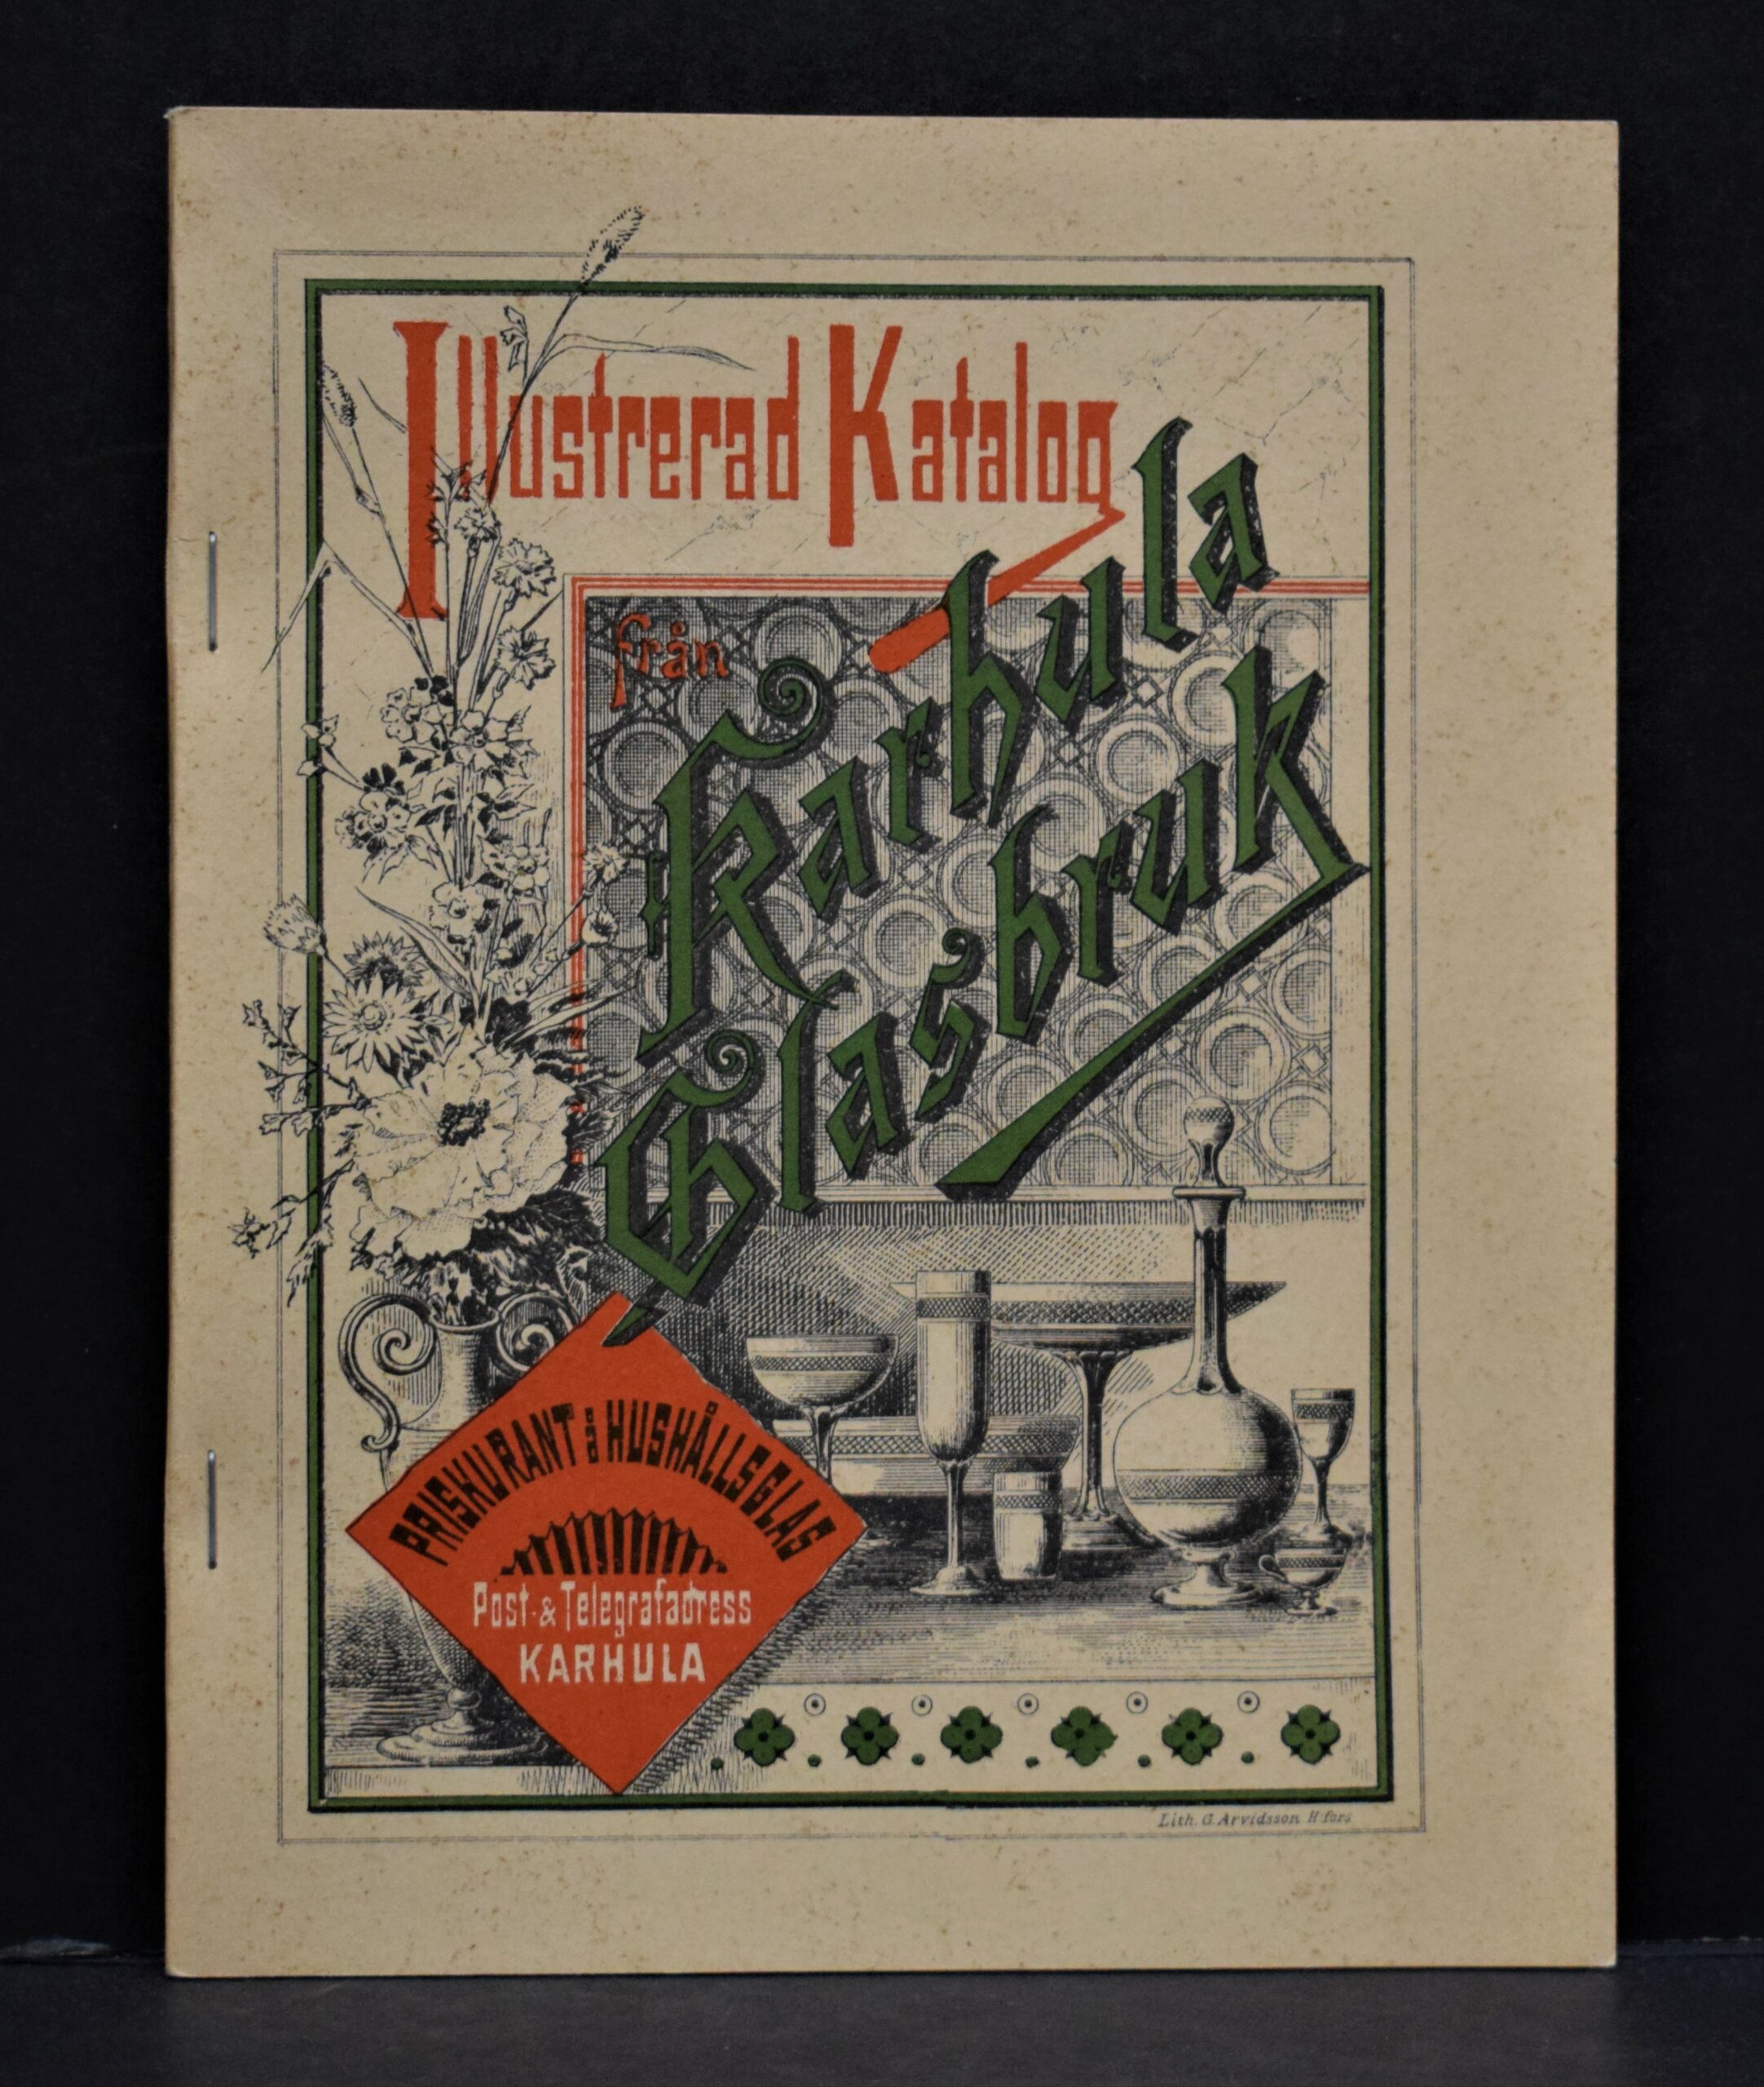 Illustrerad Katalog
från
Karhula
Glasbruk
PRISKURANT å HUSHÅLLSGLAS
Post- & Telegrafadress
KARHULA
Lith. G. Arvidsson H:fors